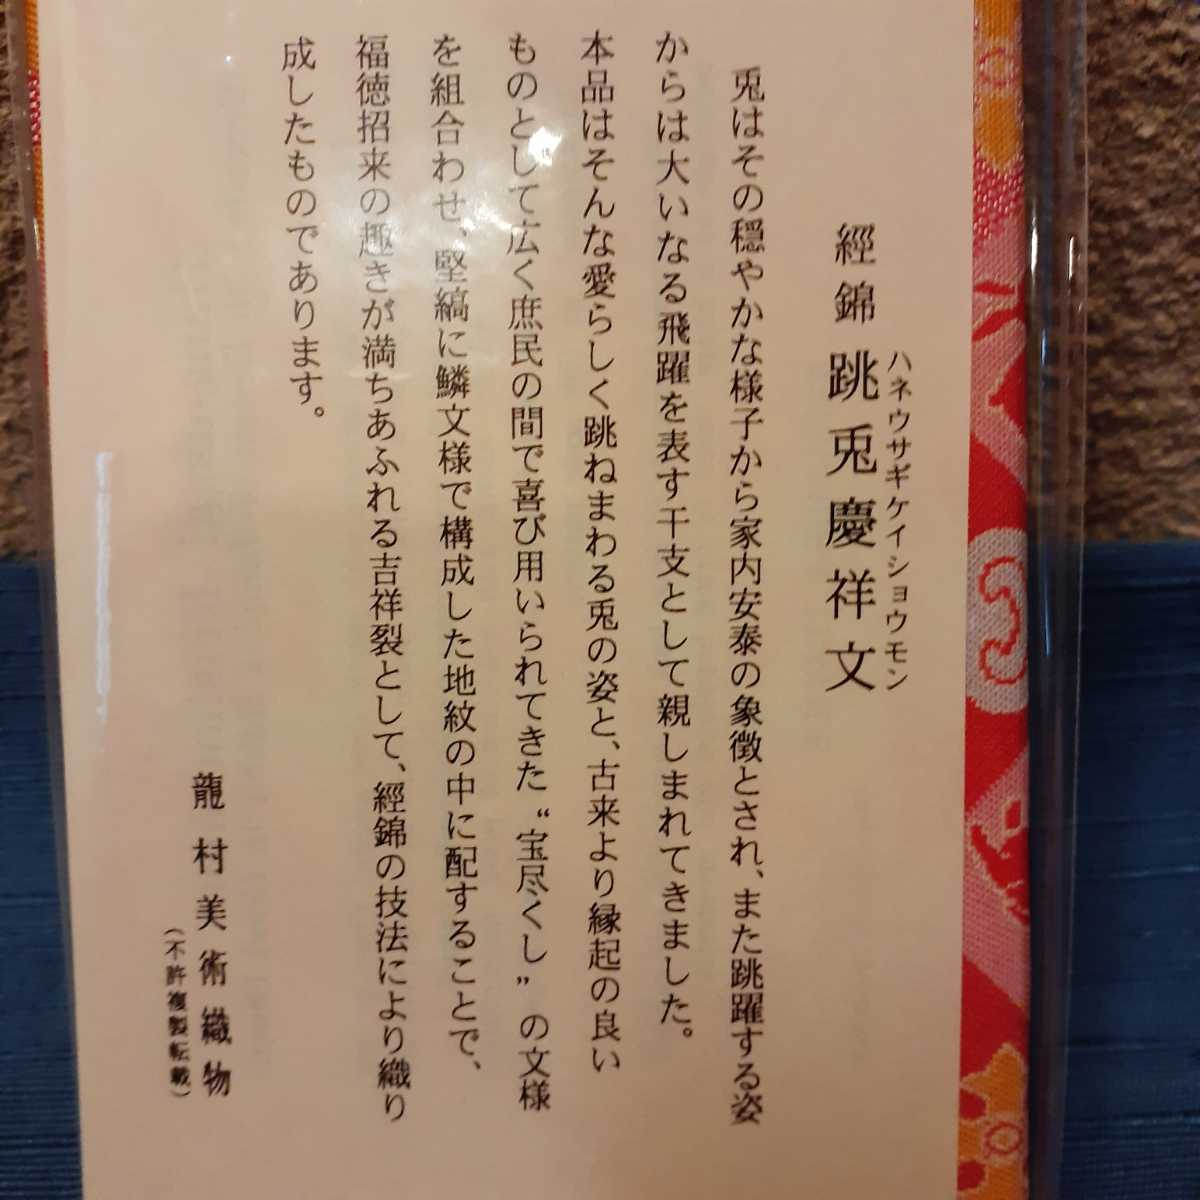 經錦 跳兎慶祥文
ハネウサギケイショウモン
兎はその穏やかな様子から家内安泰の象徴とされ、また跳躍する姿
からは大いなる飛躍を表す干支として親しまれてきました。
本品はそんな愛らしく跳ねまわる兎の姿と、古来より縁起の良い
ものとして広く庶民の間で喜び用いられてきた“宝尽くし”の文様
を組合わせ、堅縞に鱗文様で構成した地紋の中に配することで、
福徳招来の趣きが満ちあふれる吉祥裂として、經錦の技法により織り
成したものであります。
龍村美術織物
(不許複製転載)